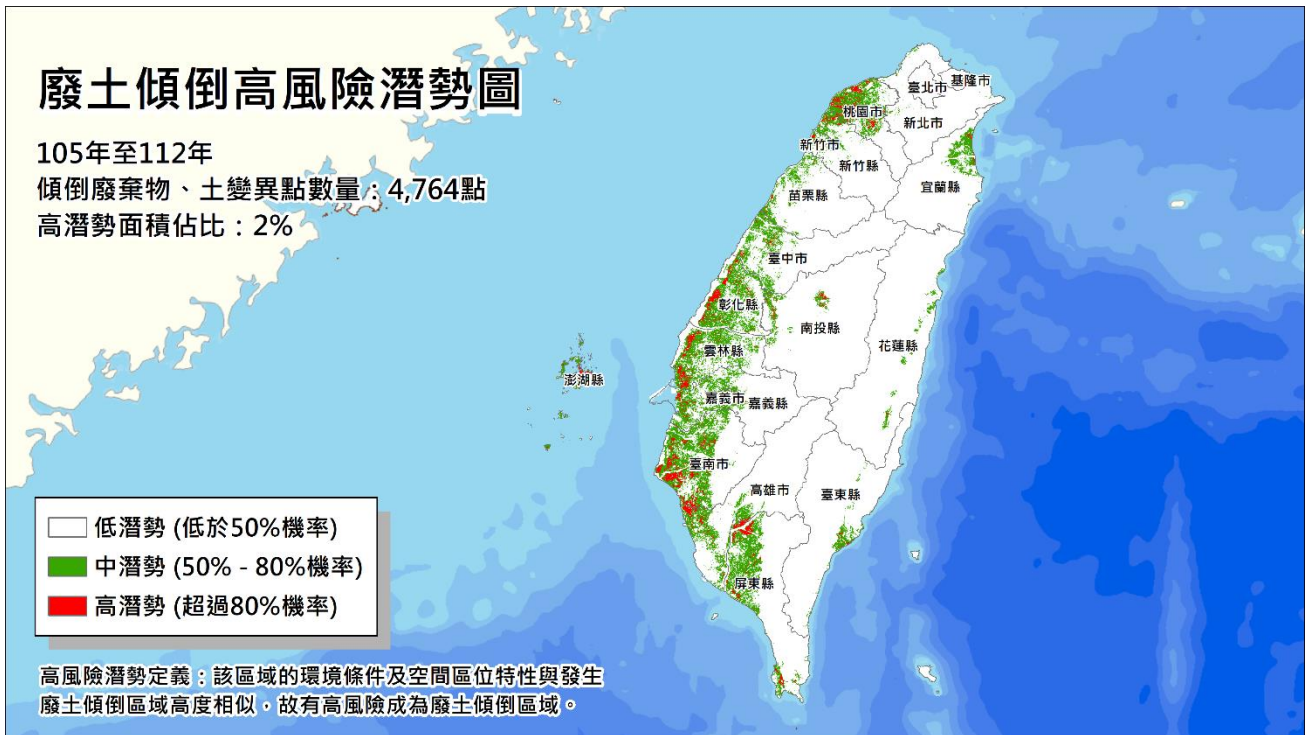 廢土傾倒高風險潛勢圖
105年至112年
傾倒廢棄物、土變異點數量：4,764點
高潛勢面積佔比：2%
基隆市
臺北市
桃園市
新北市
新竹市
新竹縣
宜蘭縣
苗栗縣
臺中市
彰化縣
南投縣
花蓮縣
雲林縣
澎湖縣
嘉義市
嘉義縣
臺南市
高雄市
臺東縣
屏東縣
低潛勢 (低於50%機率)
中潛勢 (50% - 80%機率)
高潛勢 (超過80%機率)
高風險潛勢定義：該區域的環境條件及空間區位特性與發生
廢土傾倒區域高度相似，故有高風險成為廢土傾倒區域。